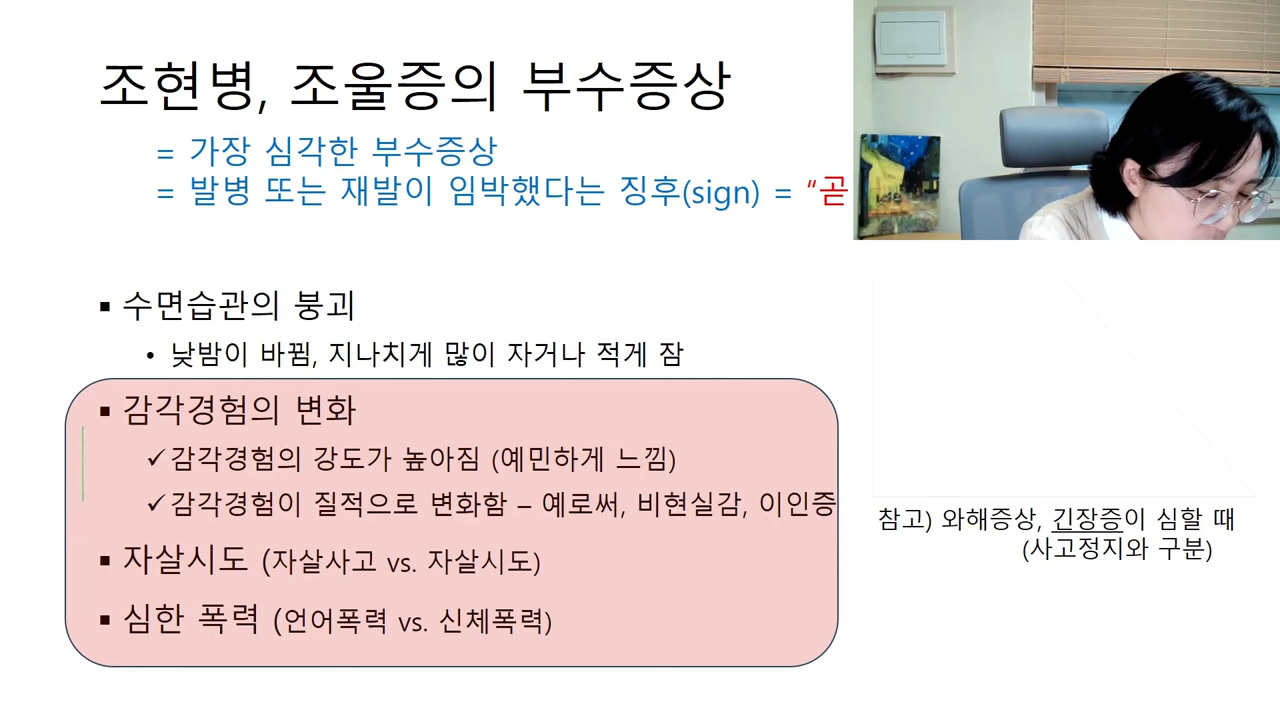 조현병, 조울증의 부수증상
= 가장 심각한 부수증상
= 발병 또는 재발이 임박했다는 징후(sign) = “곧
▪ 수면습관의 붕괴
• 낮밤이 바뀜, 지나치게 많이 자거나 적게 잠
▪ 감각경험의 변화
✓감각경험의 강도가 높아짐 (예민하게 느낌)
✓감각경험이 질적으로 변화함 – 예로써, 비현실감, 이인증
▪ 자살시도 (자살사고 vs. 자살시도)
▪ 심한 폭력 (언어폭력 vs. 신체폭력)
참고) 와해증상, 긴장증이 심할 때
(사고정지와 구분)